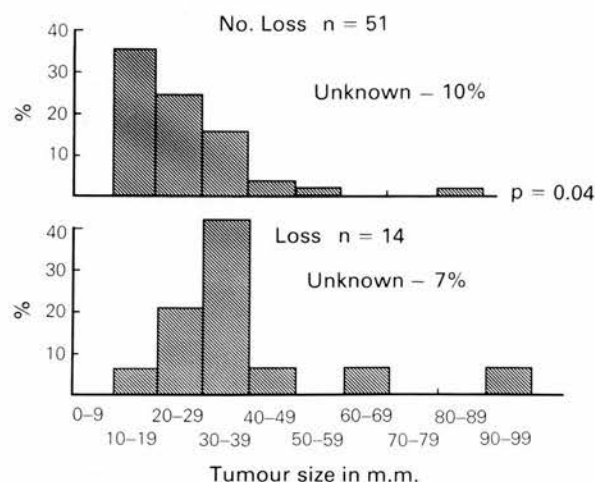 No. Loss n = 51
Unknown – 10%
40
30
20
10
%
p = 0.04
Loss n = 14
Unknown – 7%
40
30
20
10
%
0–9 20–29 40–49 60–69 80–89
10–19 30–39 50–59 70–79 90–99
Tumour size in m.m.